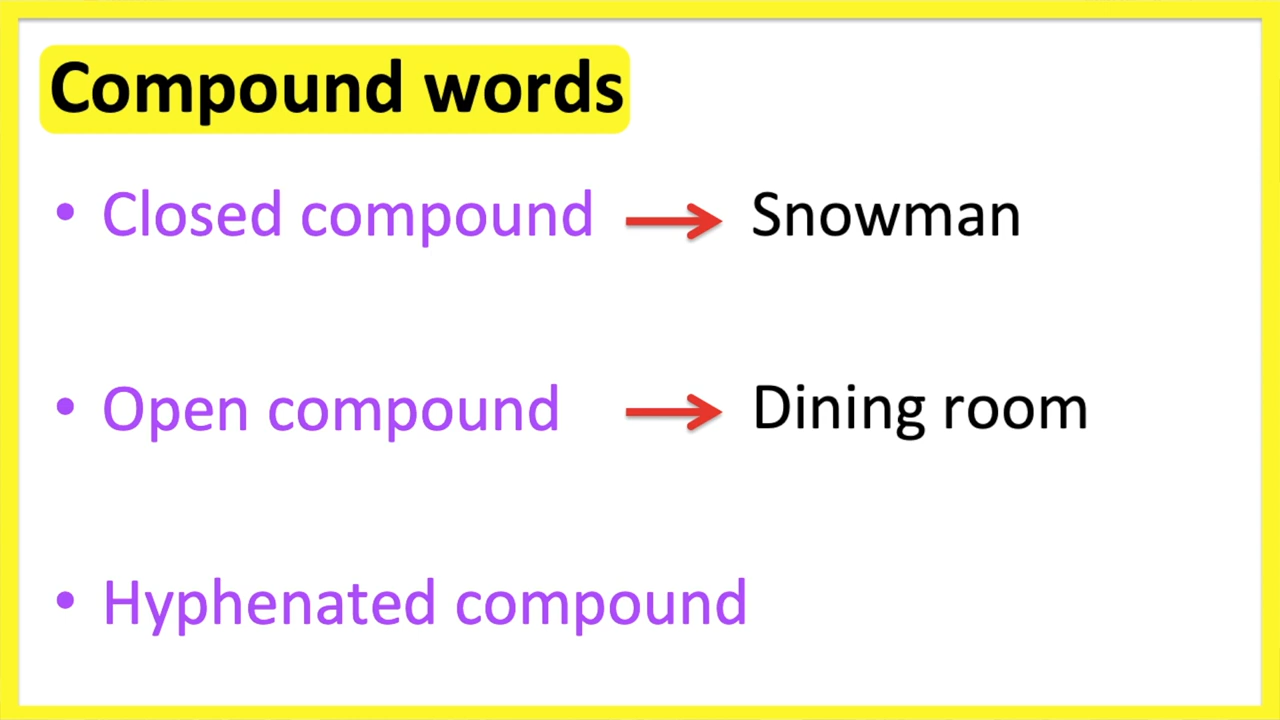 Compound words
• Closed compound → Snowman
• Open compound → Dining room
• Hyphenated compound